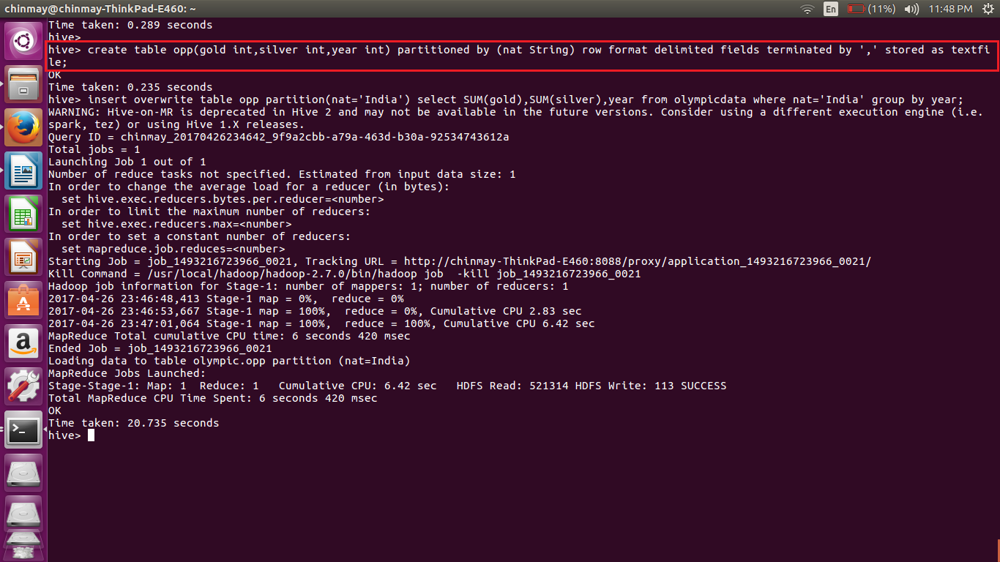 chinmay@chinmay-ThinkPad-E460: ~
En
(11%)
11:48 PM
Time taken: 0.289 seconds
hive>
hive> create table opp(gold int,silver int,year int) partitioned by (nat String) row format delimited fields terminated by ',' stored as textfi
le;
OK
Time taken: 0.235 seconds
hive> insert overwrite table opp partition(nat='India') select SUM(gold),SUM(silver),year from olympicdata where nat='India' group by year;
WARNING: Hive-on-MR is deprecated in Hive 2 and may not be available in the future versions. Consider using a different execution engine (i.e.
spark, tez) or using Hive 1.X releases.
Query ID = chinmay_20170426234642_9f9a2cbb-a79a-463d-b30a-92534743612a
Total jobs = 1
Launching Job 1 out of 1
Number of reduce tasks not specified. Estimated from input data size: 1
In order to change the average load for a reducer (in bytes):
  set hive.exec.reducers.bytes.per.reducer=<number>
In order to limit the maximum number of reducers:
  set hive.exec.reducers.max=<number>
In order to set a constant number of reducers:
  set mapreduce.job.reduces=<number>
Starting Job = job_1493216723966_0021, Tracking URL = http://chinmay-ThinkPad-E460:8088/proxy/application_1493216723966_0021/
Kill Command = /usr/local/hadoop/hadoop-2.7.0/bin/hadoop job  -kill job_1493216723966_0021
Hadoop job information for Stage-1: number of mappers: 1; number of reducers: 1
2017-04-26 23:46:48,413 Stage-1 map = 0%,  reduce = 0%
2017-04-26 23:46:53,667 Stage-1 map = 100%,  reduce = 0%, Cumulative CPU 2.83 sec
2017-04-26 23:47:01,064 Stage-1 map = 100%,  reduce = 100%, Cumulative CPU 6.42 sec
MapReduce Total cumulative CPU time: 6 seconds 420 msec
Ended Job = job_1493216723966_0021
Loading data to table olympic.opp partition (nat=India)
MapReduce Jobs Launched:
Stage-Stage-1: Map: 1  Reduce: 1   Cumulative CPU: 6.42 sec   HDFS Read: 521314 HDFS Write: 113 SUCCESS
Total MapReduce CPU Time Spent: 6 seconds 420 msec
OK
Time taken: 20.735 seconds
hive>